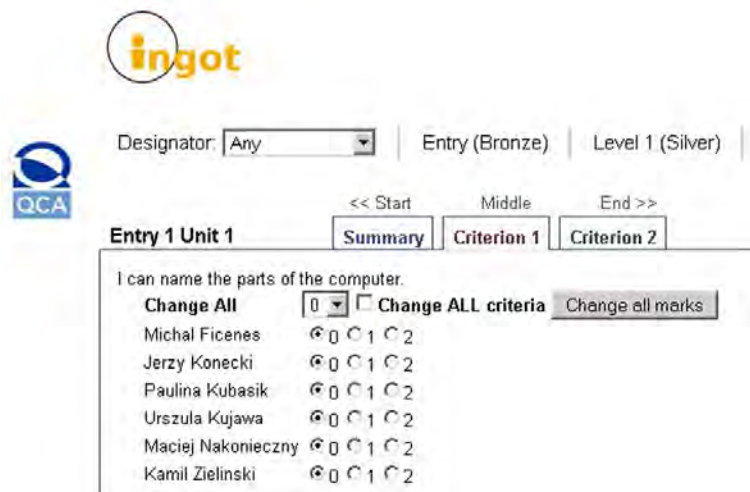 ingot
Designator: Any Entry (Bronze) Level 1 (Silver)
QCA
<< Start Middle End >>
Entry 1 Unit 1 Summary Criterion 1 Criterion 2
I can name the parts of the computer.
Change All 0 Change ALL criteria Change all marks
Michal Ficenes 0 1 2
Jerzy Konecki 0 1 2
Paulina Kubasik 0 1 2
Urszula Kujawa 0 1 2
Maciej Nakonieczny 0 1 2
Kamil Zielinski 0 1 2